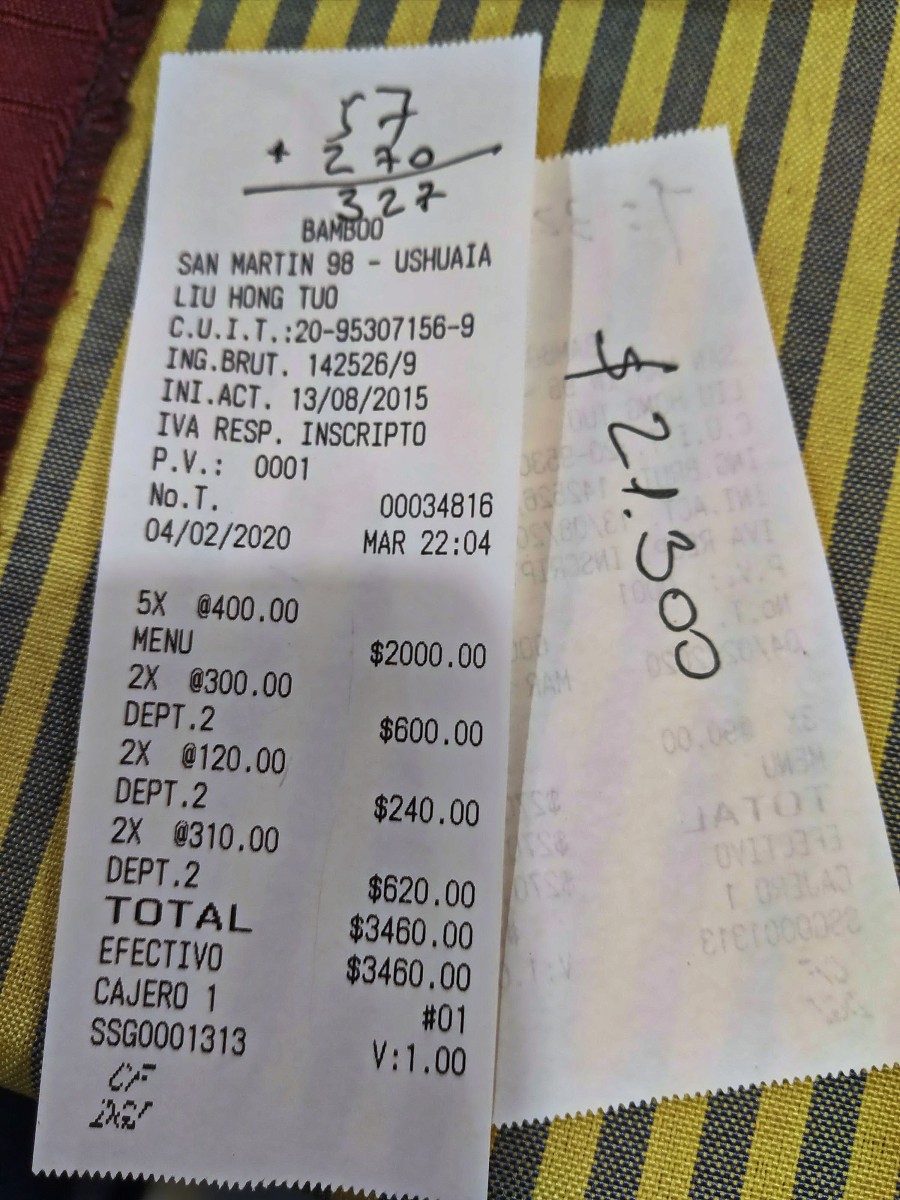 57
+ 270
327
BAMBOO
SAN MARTIN 98 - USHUAIA
LIU HONG TUO
C.U.I.T.:20-95307156-9
ING.BRUT. 142526/9
INI.ACT. 13/08/2015
IVA RESP. INSCRIPTO
P.V.: 0001
No.T. 00034816
04/02/2020 MAR 22:04
5X @400.00
MENU $2000.00
2X @300.00
DEPT.2 $600.00
2X @120.00
DEPT.2 $240.00
2X @310.00
DEPT.2 $620.00
TOTAL $3460.00
EFECTIVO $3460.00
CAJERO 1 #01
SSG0001313 V:1.00
CF
DGI
$ 21.300